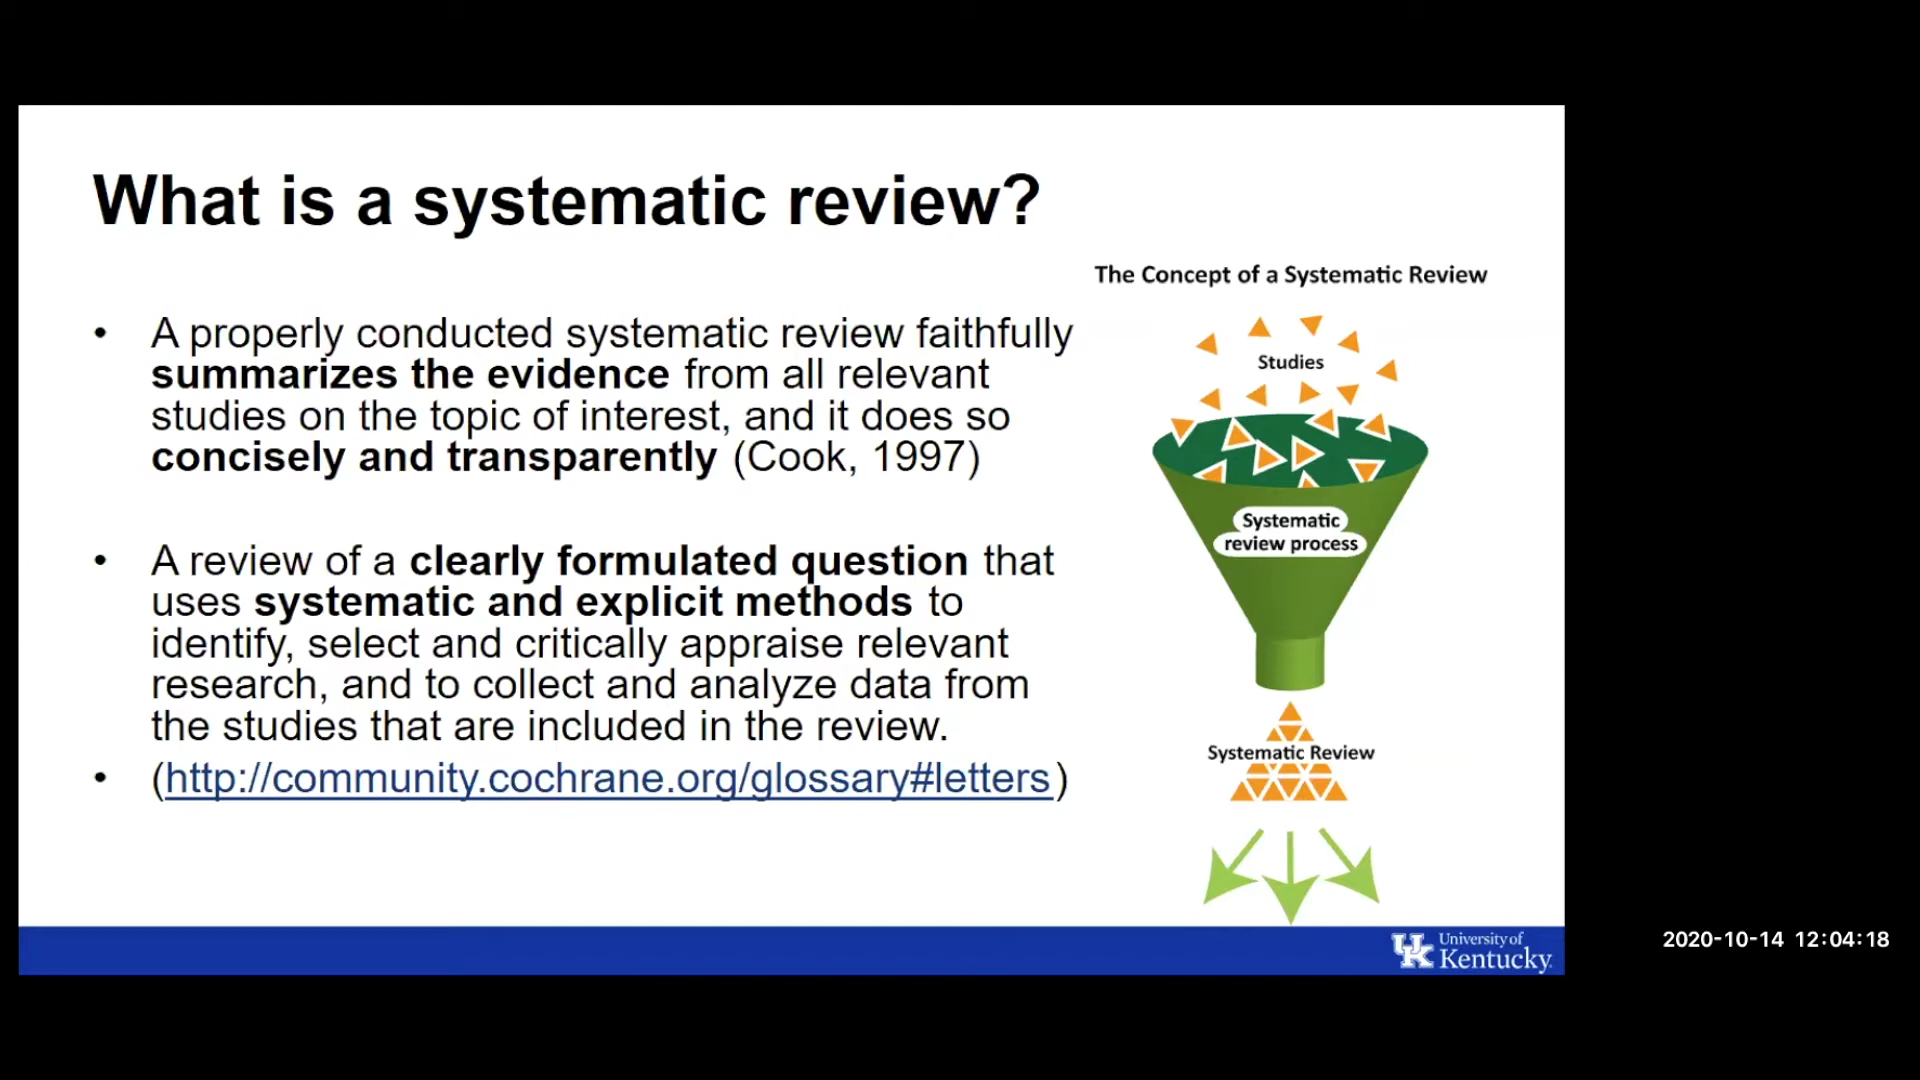 What is a systematic review?
• A properly conducted systematic review faithfully
summarizes the evidence from all relevant
studies on the topic of interest, and it does so
concisely and transparently (Cook, 1997)
• A review of a clearly formulated question that
uses systematic and explicit methods to
identify, select and critically appraise relevant
research, and to collect and analyze data from
the studies that are included in the review.
• (http://community.cochrane.org/glossary#letters)
The Concept of a Systematic Review
Studies
Systematic
review process
Systematic Review
UK
University of
Kentucky
2020-10-14 12:04:18